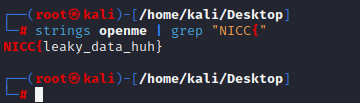 ┌──(root㉿kali)-[/home/kali/Desktop]
└─# strings openme | grep "NICC{"
NICC{leaky_data_huh}
┌──(root㉿kali)-[/home/kali/Desktop]
└─#